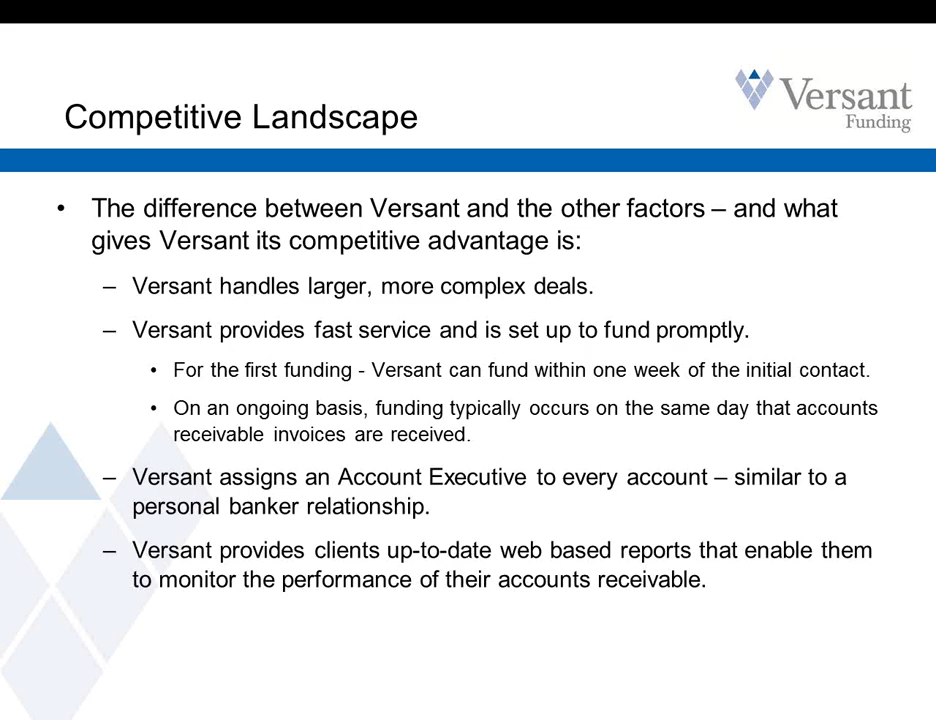 Versant
Funding
Competitive Landscape
• The difference between Versant and the other factors – and what
gives Versant its competitive advantage is:
– Versant handles larger, more complex deals.
– Versant provides fast service and is set up to fund promptly.
• For the first funding - Versant can fund within one week of the initial contact.
• On an ongoing basis, funding typically occurs on the same day that accounts
receivable invoices are received.
– Versant assigns an Account Executive to every account – similar to a
personal banker relationship.
– Versant provides clients up-to-date web based reports that enable them
to monitor the performance of their accounts receivable.